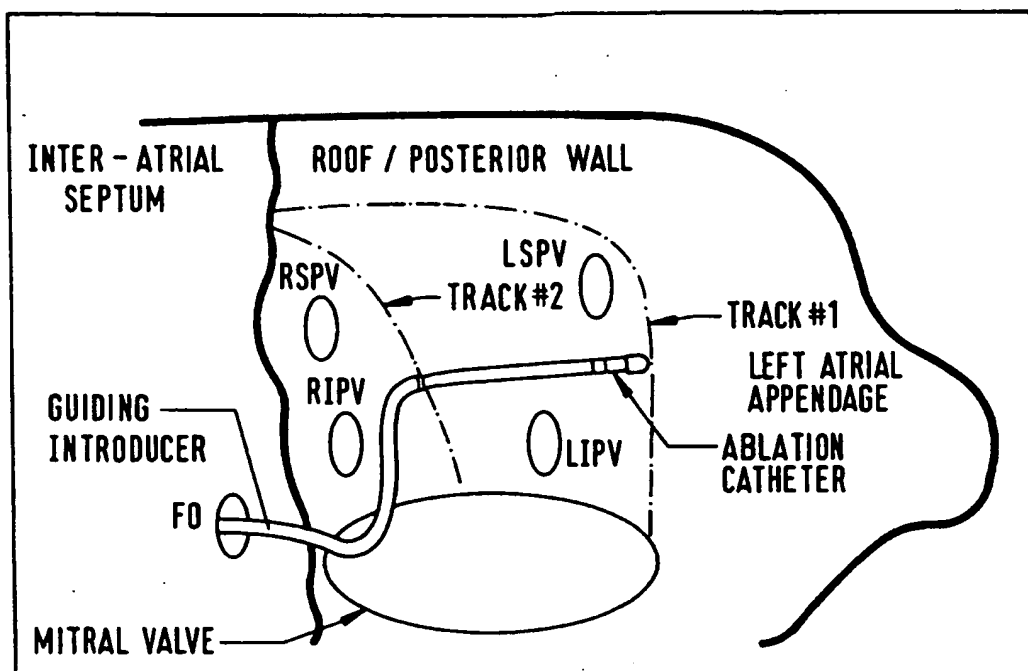 INTER-ATRIAL
SEPTUM
ROOF / POSTERIOR WALL
RSPV
LSPV
TRACK #2
TRACK #1
RIPV
LEFT ATRIAL
APPENDAGE
GUIDING
INTRODUCER
LIPV
ABLATION
CATHETER
FO
MITRAL VALVE